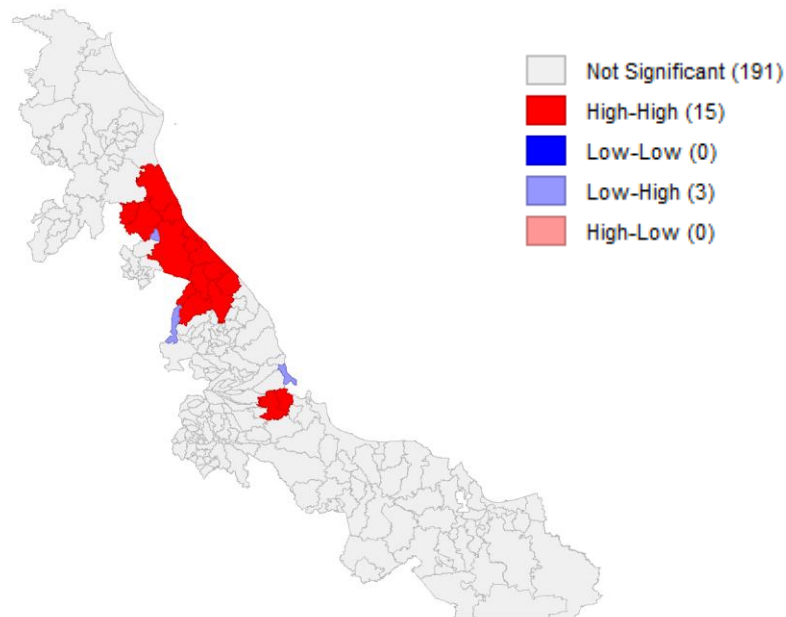 Not Significant (191)
High-High (15)
Low-Low (0)
Low-High (3)
High-Low (0)